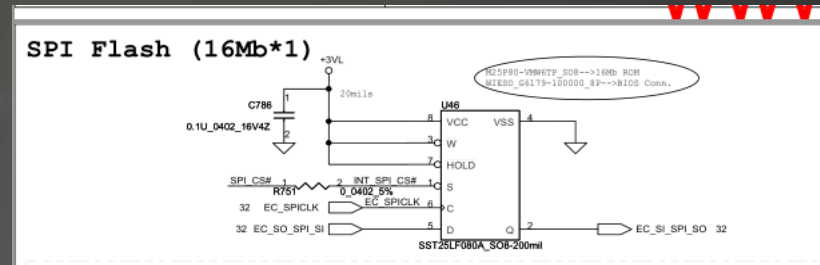 SPI Flash (16Mb*1)
+3VL
M25P80-VMW6TP_SO8-->16Mb ROM
WIESO_G6179-100000_8P-->BIOS Conn.
20mils
C786
1
2
0.1U_0402_16V4Z
U46
8 VCC VSS 4
3 W
7 HOLD
SPI_CS# 1 2 INT_SPI_CS# 1 S
R751 0_0402_5%
32 EC_SPICLK EC_SPICLK 6 C
32 EC_SO_SPI_SI 5 D Q 2 EC_SI_SPI_SO 32
SST25LF080A_SO8-200mil